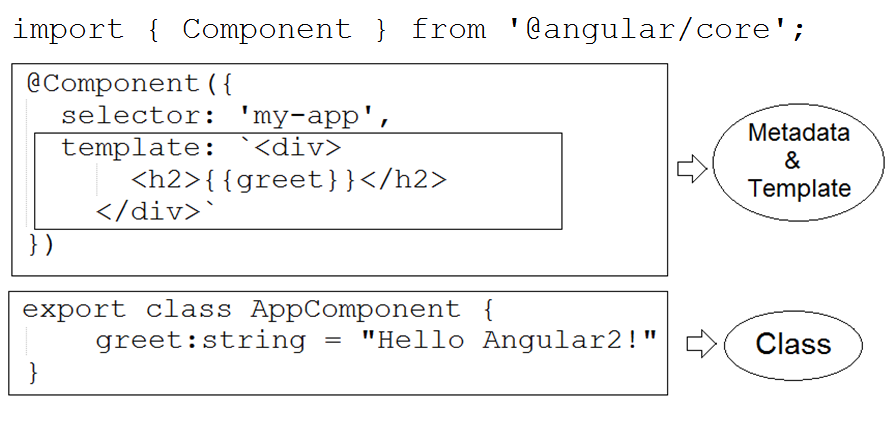 import { Component } from '@angular/core';
@Component({
selector: 'my-app',
template: `<div>
<h2>{{greet}}</h2>
</div>`
})
Metadata
&
Template
export class AppComponent {
greet:string = "Hello Angular2!"
}
Class